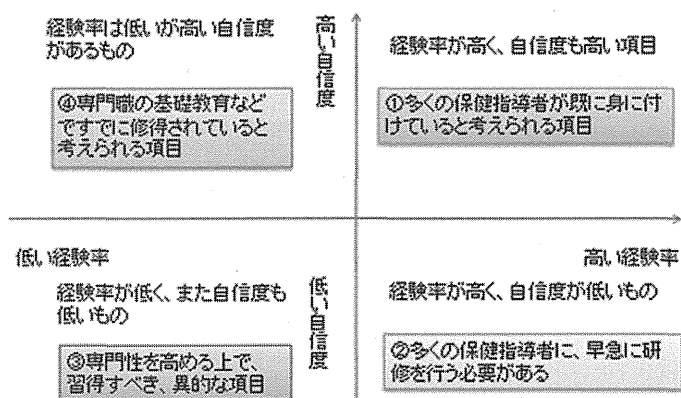 経験率は低いが高い自信度
があるもの
④専門職の基礎教育など
ですでに修得されていると
考えられる項目
高い自信度
経験率が高く、自信度も高い項目
①多くの保健指導者が既に身に付
けていると考えられる項目
低い経験率
高い経験率
経験率が低く、また自信度も
低いもの
③専門性を高める上で、
習得すべき、異的な項目
低い自信度
経験率が高く、自信度が低いもの
②多くの保健指導者に、早急に研
修を行う必要がある